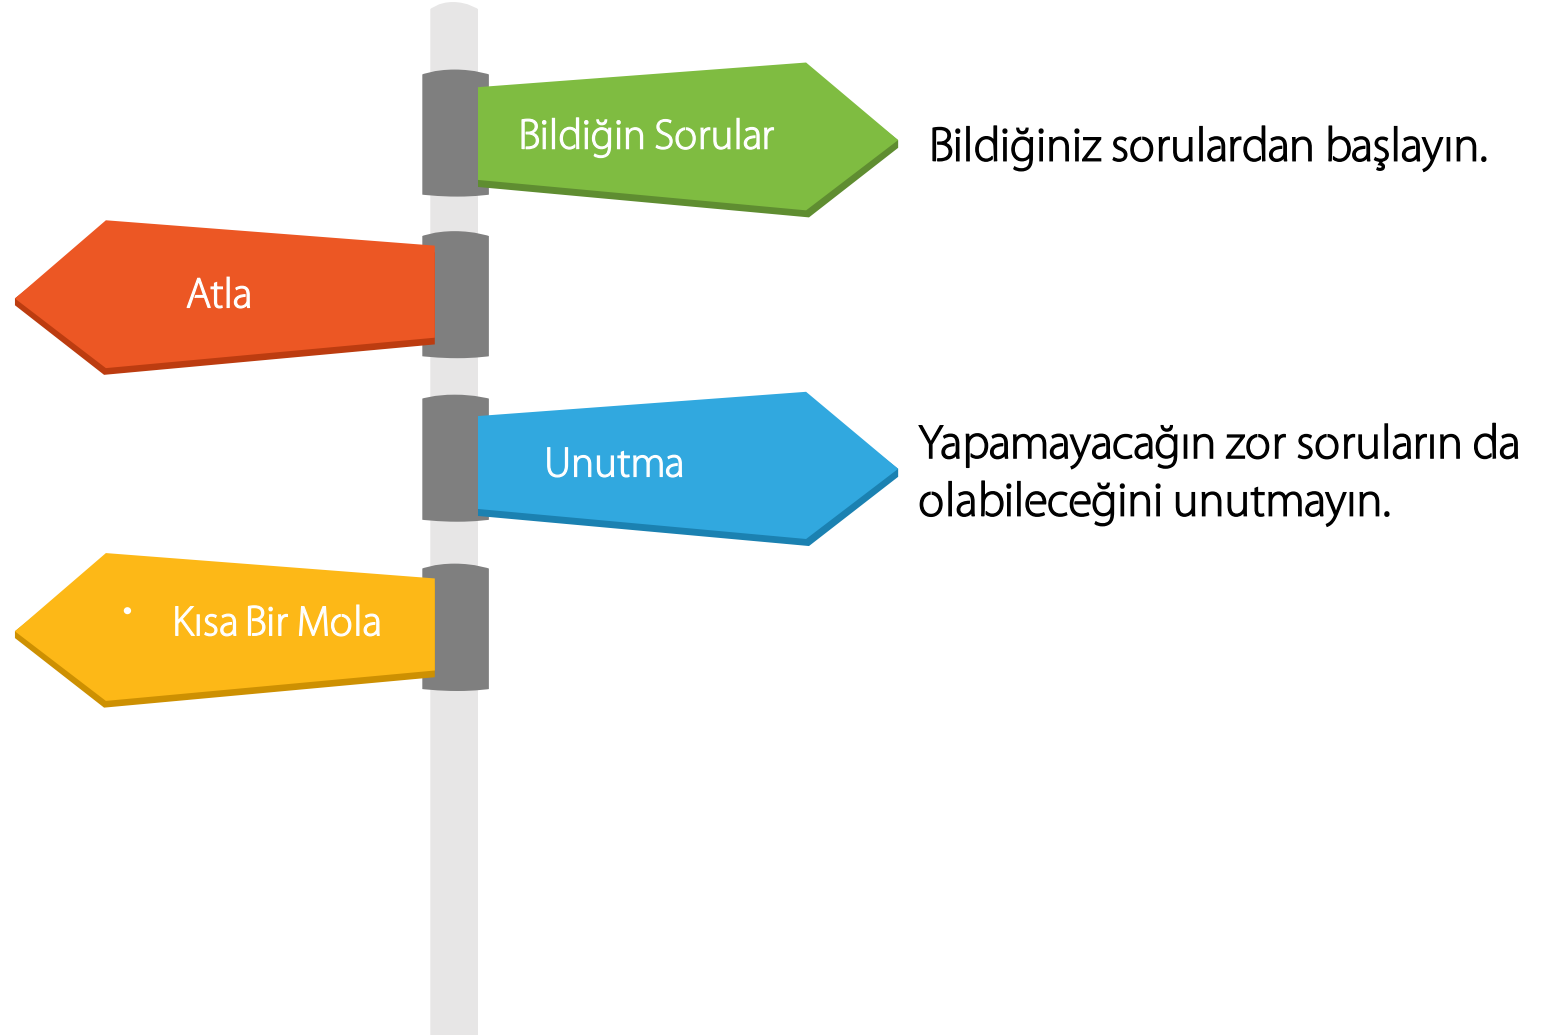 Bildiğin Sorular
Bildiğiniz sorulardan başlayın.
Atla
Unutma
Yapamayacağın zor soruların da
olabileceğini unutmayın.
• Kısa Bir Mola